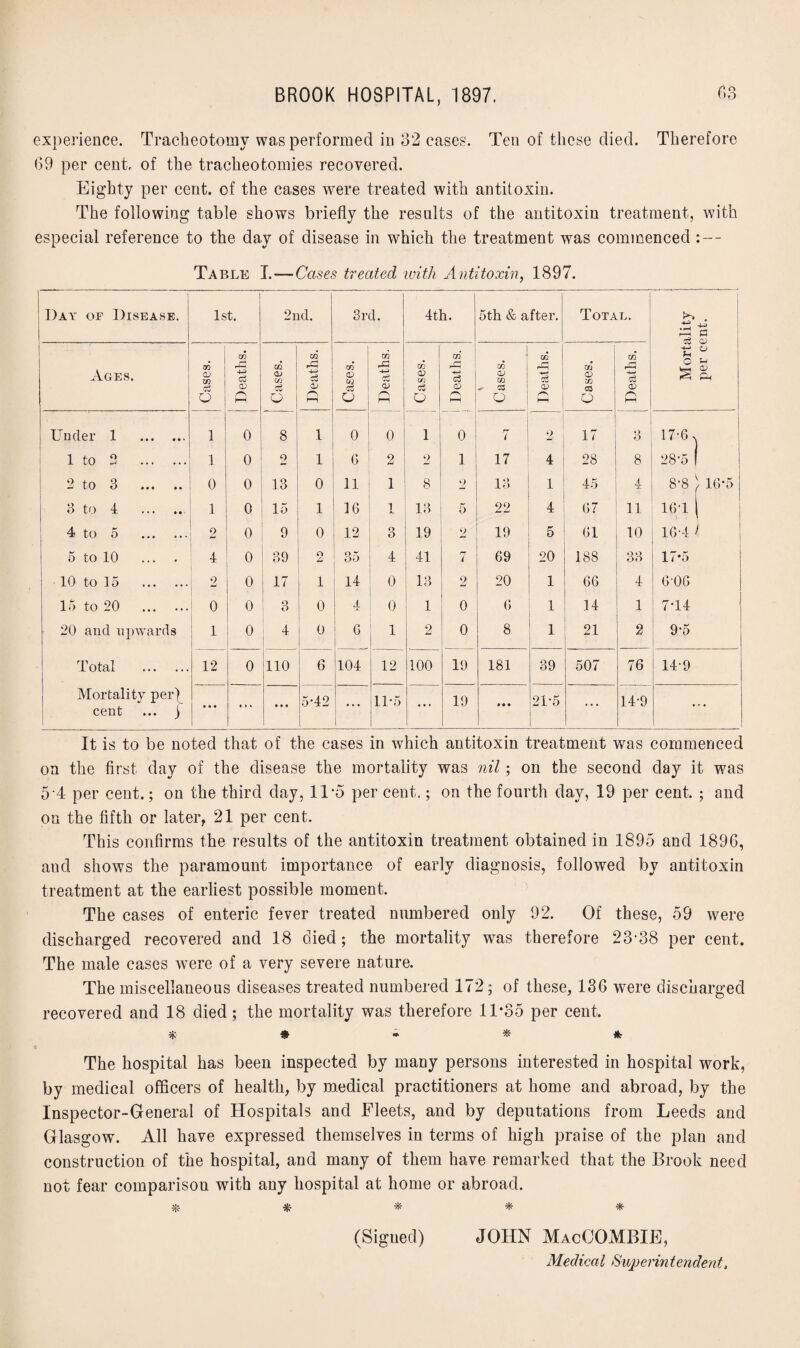 BROOK HOSPITAL, 1897. 63
experience. Tracheotomy was performed in 32 cases. Ten of these died. Therefore
69 per cent. of the tracheotomies recovered.
Eighty per cent. of the cases were treated with antitoxin.
The following table shows briefly the results of the antitoxin treatment, with
especial reference to the day of disease in which the treatment was commenced :—
TABLE I.—Cases treated with Antitoxin, 1897.
DAY OF DISEASE. 1st. 2nd. 3rd. 4th. 5th & after. TOTAL. Mortality per cent.
AGES. Cases. Deaths. Cases. Deaths. Cases. Deaths. Cases. Deaths. Cases. Deaths. Cases. Deaths.
Under 1 ... ... 1 0 8 1 0 0 1 0 7 2 17 3 17·6
1 to 2 ... ... 1 0 2 1 6 2 2 1 17 4 28 8 28·5
2 to 3 ... .. 0 0 13 0 11 1 8 2 13 1 45 4 8·8 } 16·5
3 to 4 ... .. 1 0 15 1 16 1 13 5 22 4 67 11 16·1
4 to 5 ... ... 2 0 9 0 12 3 19 2 19 5 61 10 16·4
5 to 10 ... . 4 0 39 2 35 4 41 7 69 20 188 33 17·5
10 to 15 ... ... 2 0 17 1 14 0 13 2 20 1 66 4 6·06
15 to 20 ... ... 0 0 3 0 4 0 1 0 6 1 14 1 7·14
20 and upwards 1 0 4 0 6 1 2 0 8 1 21 2 9·5
Total ... ... 12 0 110 6 104 12 100 19 181 39 507 76 14·9
Mortality per cent ... } ... ... ... 5·42 ... 11·5 ... 19 ... 21·5 ... 14·9 ...
It is to be noted that of the cases in which antitoxin treatment was commenced
on the first day of the disease the mortality was nil ; on the second day it was
5·4 per cent. ; on the third day, 11·5 per cent. ; on the fourth day, 19 per cent. ; and
on the fifth or later, 21 per cent.
This confirms the results of the antitoxin treatment obtained in 1895 and 1896,
and shows the paramount importance of early diagnosis, followed by antitoxin
treatment at the earliest possible moment.
The cases of enteric fever treated numbered only 92. Of these, 59 were
discharged recovered and 18 died ; the mortality was therefore 23·38 per cent.
The male cases were of a very severe nature.
The miscellaneous diseases treated numbered 172 ; of these, 136 were discharged
recovered and 18 died ; the mortality was therefore 11·35 per cent.
* * * * *
The hospital has been inspected by many persons interested in hospital work,
by medical officers of health, by medical practitioners at home and abroad, by the
Inspector-General of Hospitals and Fleets, and by deputations from Leeds and
Glasgow. All have expressed themselves in terms of high praise of the plan and
construction of the hospital, and many of them have remarked that the Brook need
not fear comparison with any hospital at home or abroad.
* * * * *
(Signed) JOHN MACCOMBIE,
Medical Superintendent.